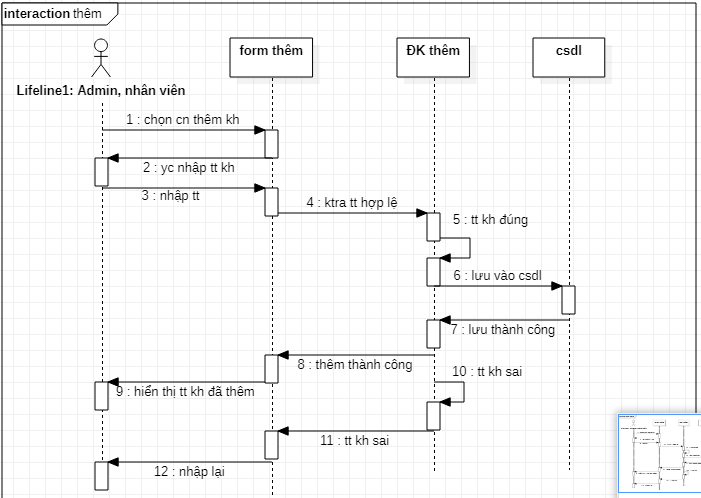 interaction thêm
form thêm
ĐK thêm
csdl
Lifeline1: Admin, nhân viên
1 : chọn cn thêm kh
2 : yc nhập tt kh
3 : nhập tt
4 : ktra tt hợp lệ
5 : tt kh đúng
6 : lưu vào csdl
7 : lưu thành công
8 : thêm thành công
9 : hiển thị tt kh đã thêm
10 : tt kh sai
11 : tt kh sai
12 : nhập lại